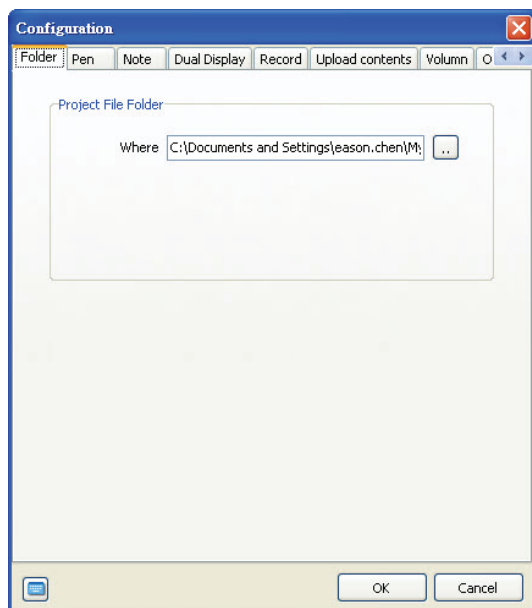 Configuration
Folder Pen Note Dual Display Record Upload contents Volumn O
Project File Folder
Where C:\Documents and Settings\eason.chen\My ..
OK Cancel